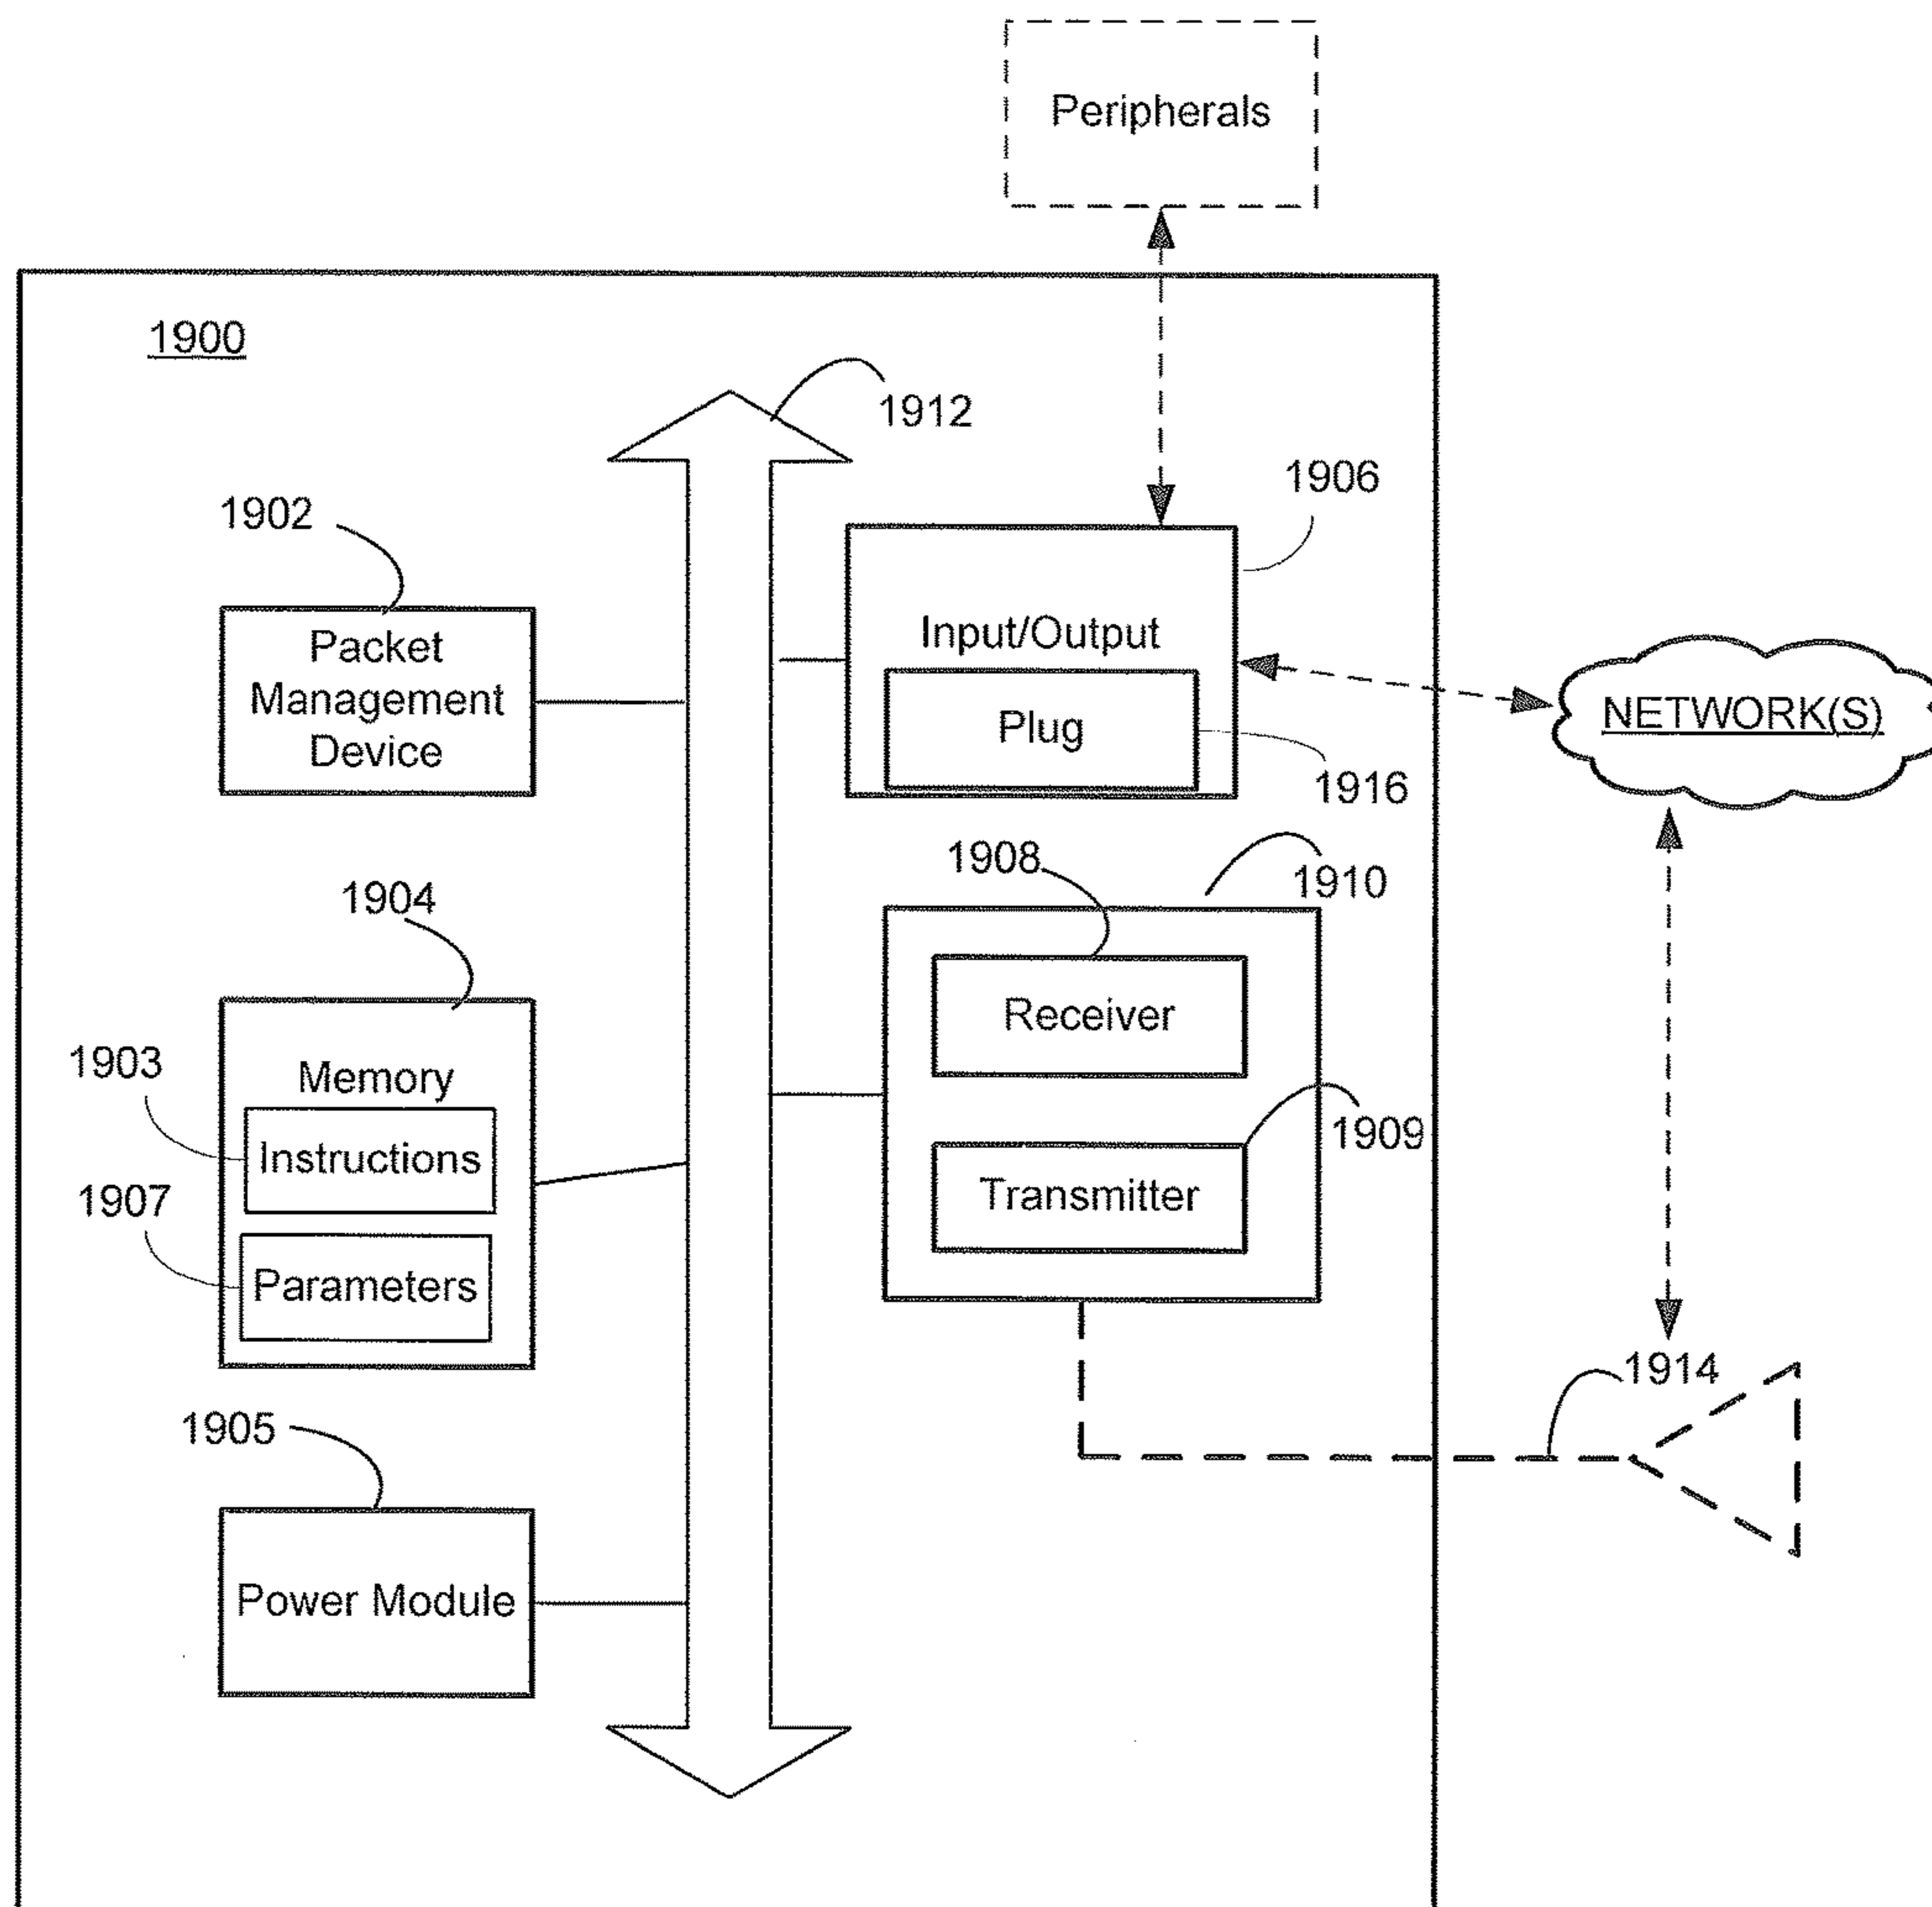 Peripherals
1900
1912
1906
1902
Packet
Management
Device
Input/Output
Plug
1916
NETWORK(S)
1908
1910
1904
Receiver
1903
Memory
Instructions
1909
1907
Transmitter
Parameters
1914
1905
Power Module